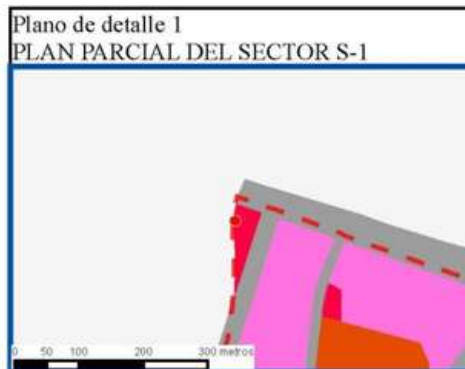 Plano de detalle 1
PLAN PARCIAL DEL SECTOR S-1
0 50 100 200 300 metros